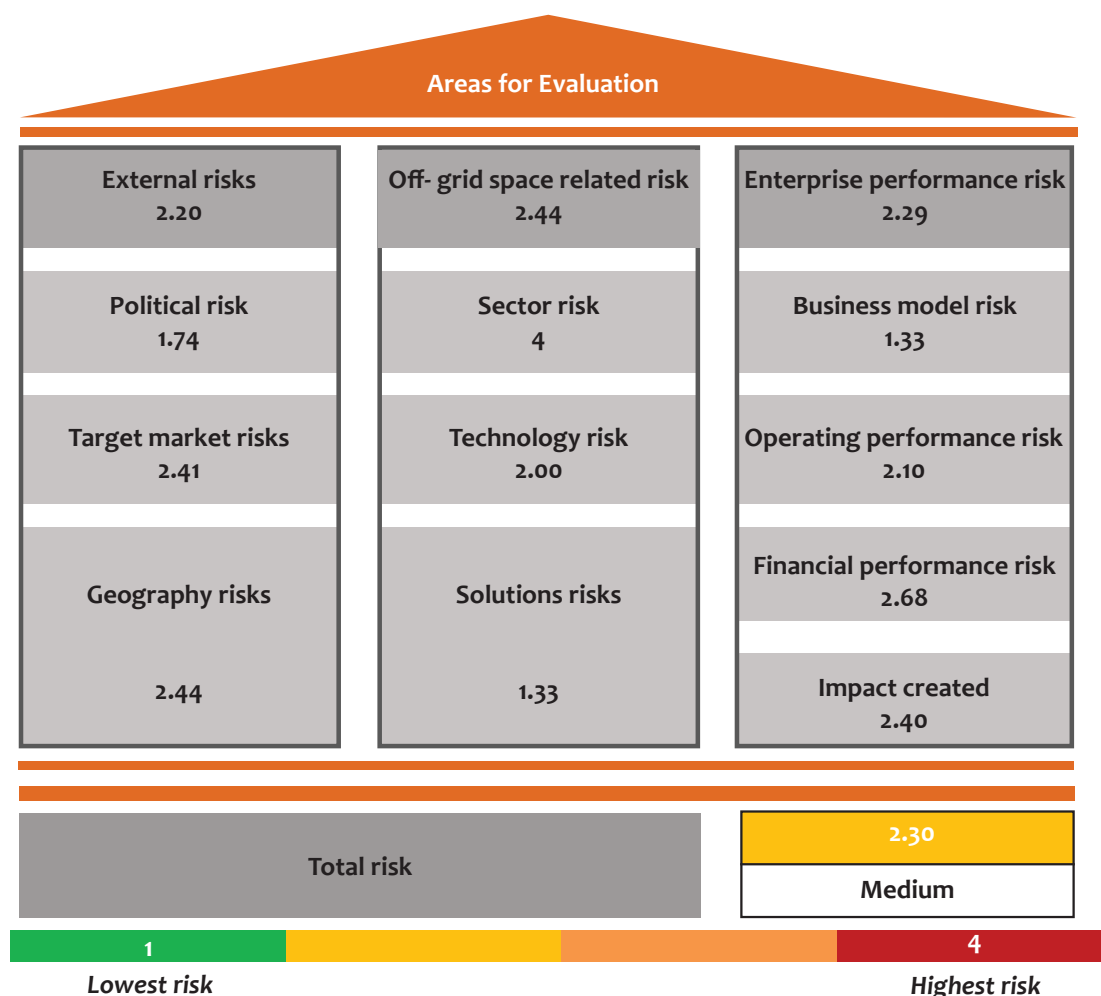 Areas for Evaluation
External risks
2.20
Political risk
1.74
Target market risks
2.41
Geography risks
2.44
Off- grid space related risk
2.44
Sector risk
4
Technology risk
2.00
Solutions risks
1.33
Enterprise performance risk
2.29
Business model risk
1.33
Operating performance risk
2.10
Financial performance risk
2.68
Impact created
2.40
Total risk
2.30
Medium
1
4
Lowest risk
Highest risk